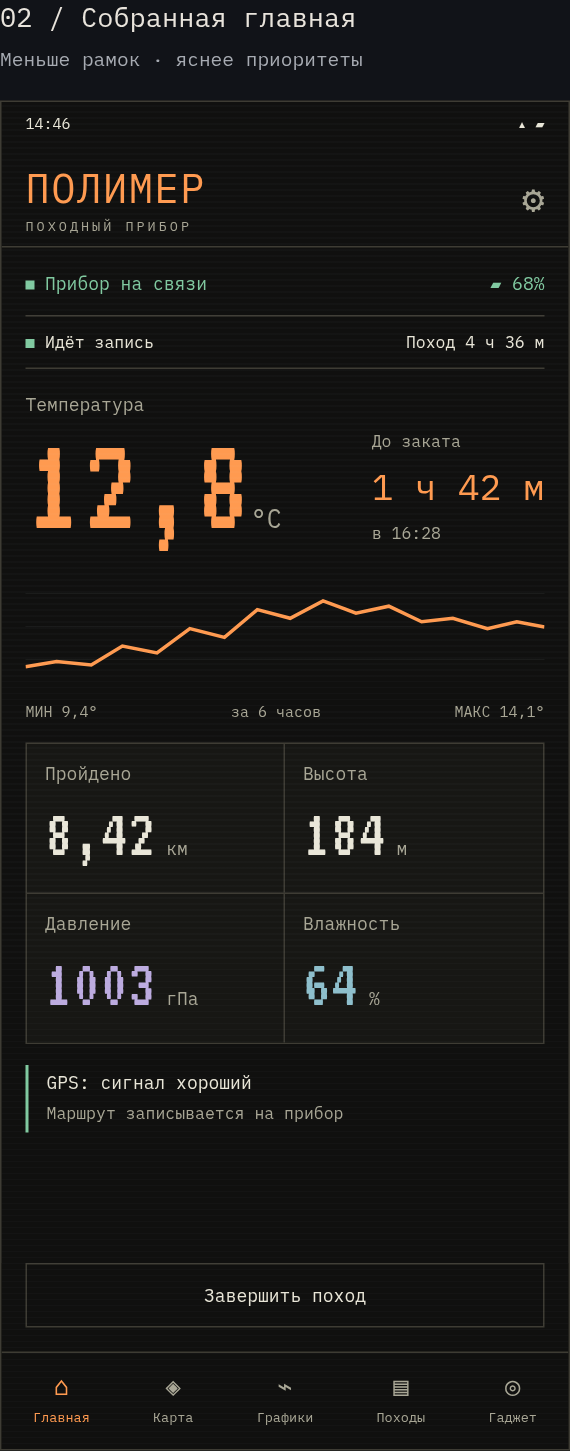 02 / Собранная главная
Меньше рамок · яснее приоритеты
14:46
ПОЛИМЕР
ПОХОДНЫЙ ПРИБОР
Прибор на связи 68%
Идёт запись Поход 4 ч 36 м
Температура
12,8 °C
До заката
1 ч 42 м
в 16:28
МИН 9,4° за 6 часов МАКС 14,1°
Пройдено
8,42 км
Высота
184 м
Давление
1003 гПа
Влажность
64 %
GPS: сигнал хороший
Маршрут записывается на прибор
Завершить поход
Главная Карта Графики Походы Гаджет